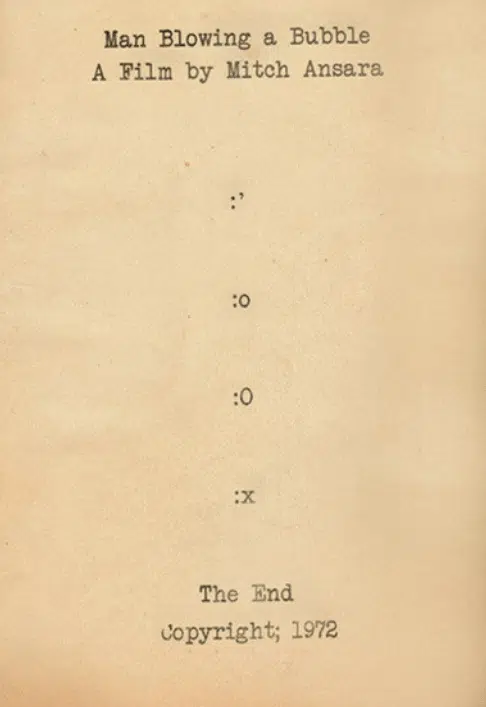 Man Blowing a Bubble
A Film by Mitch Ansara
:’
:o
:O
:x
The End
Copyright; 1972